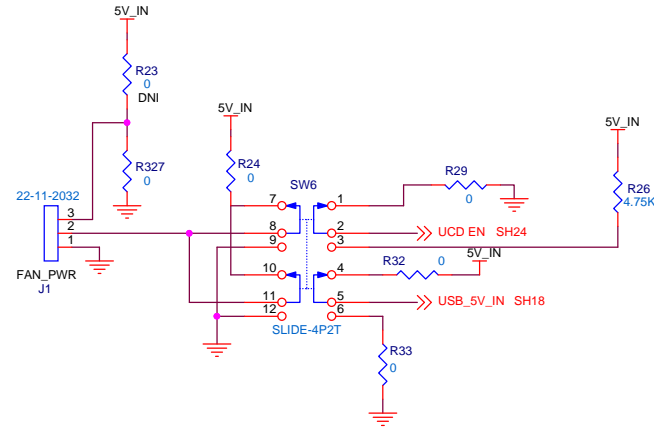 5V_IN
R23
0
DNI
5V_IN
5V_IN
R24
0
R327
0
22-11-2032
SW6
R29
0
R26
4.75K
3
2
1
7
8
9
1
2
3
UCD EN SH24
5V_IN
FAN_PWR
J1
10
11
12
4
5
6
R32
0
USB_5V_IN SH18
SLIDE-4P2T
R33
0